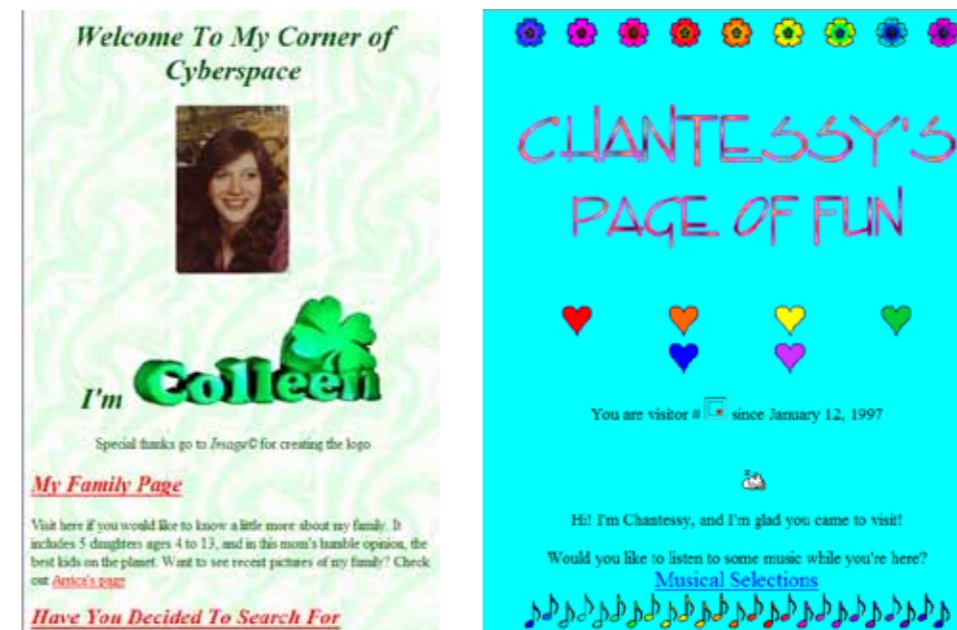 Welcome To My Corner of
Cyberspace
I'm Colleen
Special thanks go to Image© for creating the logo
My Family Page
Visit here if you would like to know a little more about my family. It
includes 5 daughters ages 4 to 13, and in this mom's humble opinion, the
best kids on the planet. Want to see recent pictures of my family? Check
out Arrica's page
Have You Decided To Search For
CHANTESSY'S
PAGE OF FUN
You are visitor # since January 12, 1997
Hi! I'm Chantessy, and I'm glad you came to visit!
Would you like to listen to some music while you're here?
Musical Selections